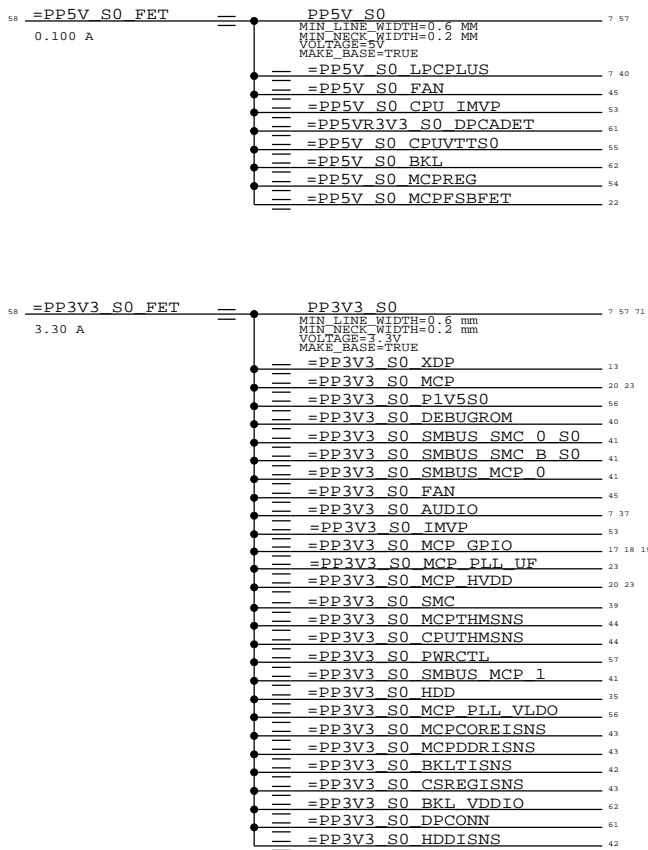 58 =PP5V_S0_FET PP5V_S0 7 57
0.100 A
MIN_LINE_WIDTH=0.6 MM
MIN_NECK_WIDTH=0.2 MM
VOLTAGE=5V
MAKE_BASE=TRUE
=PP5V_S0_LPCPLUS 7 40
=PP5V_S0_FAN 45
=PP5V_S0_CPU_IMVP 53
=PP5VR3V3_S0_DPCADET 61
=PP5V_S0_CPUVTTS0 55
=PP5V_S0_BKL 62
=PP5V_S0_MCPREG 54
=PP5V_S0_MCPFSBFET 22
58 =PP3V3_S0_FET PP3V3_S0 7 57 71
3.30 A
MIN_LINE_WIDTH=0.6 mm
MIN_NECK_WIDTH=0.2 mm
VOLTAGE=3.3V
MAKE_BASE=TRUE
=PP3V3_S0_XDP 13
=PP3V3_S0_MCP 20 23
=PP3V3_S0_P1V5S0 56
=PP3V3_S0_DEBUGROM 40
=PP3V3_S0_SMBUS_SMC_0_S0 41
=PP3V3_S0_SMBUS_SMC_B_S0 41
=PP3V3_S0_SMBUS_MCP_0 41
=PP3V3_S0_FAN 45
=PP3V3_S0_AUDIO 7 37
=PP3V3_S0_IMVP 53
=PP3V3_S0_MCP_GPIO 17 18 19
=PP3V3_S0_MCP_PLL_UF 23
=PP3V3_S0_MCP_HVDD 20 23
=PP3V3_S0_SMC 39
=PP3V3_S0_MCPTHMSNS 44
=PP3V3_S0_CPUTHMSNS 44
=PP3V3_S0_PWRCTL 57
=PP3V3_S0_SMBUS_MCP_1 41
=PP3V3_S0_HDD 35
=PP3V3_S0_MCP_PLL_VLDO 56
=PP3V3_S0_MCPCOREISNS 43
=PP3V3_S0_MCPDDRISNS 43
=PP3V3_S0_BKLTISNS 42
=PP3V3_S0_CSREGISNS 43
=PP3V3_S0_BKL_VDDIO 62
=PP3V3_S0_DPCONN 61
=PP3V3_S0_HDDISNS 42